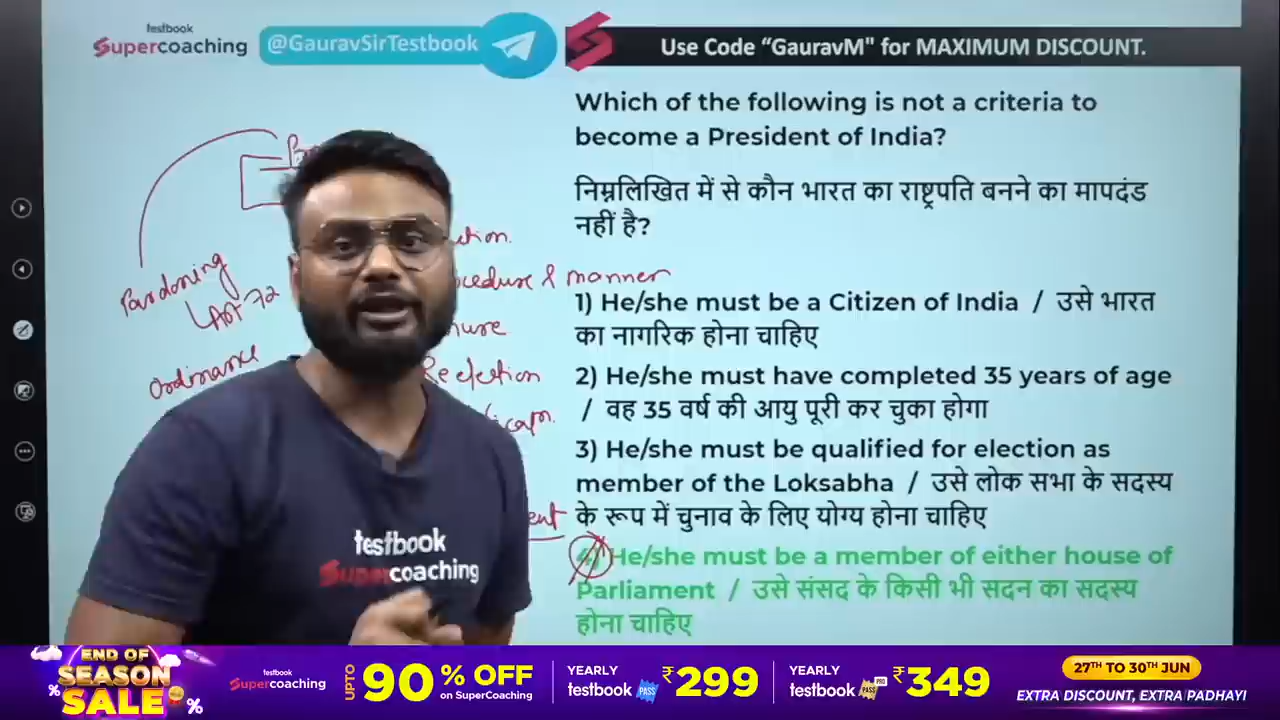 testbook
Supercoaching
@GauravSirTestbook
Use Code “GauravM" for MAXIMUM DISCOUNT.
Which of the following is not a criteria to
become a President of India?
निम्नलिखित में से कौन भारत का राष्ट्रपति बनने का मापदंड
नहीं है?
1) He/she must be a Citizen of India / उसे भारत
का नागरिक होना चाहिए
2) He/she must have completed 35 years of age
/ वह 35 वर्ष की आयु पूरी कर चुका होगा
3) He/she must be qualified for election as
member of the Loksabha / उसे लोक सभा के सदस्य
के रूप में चुनाव के लिए योग्य होना चाहिए
4) He/she must be a member of either house of
Parliament / उसे संसद के किसी भी सदन का सदस्य
होना चाहिए
Pardoning
Art 72
Ordinance
& manner
Reelection
testbook
Supercoaching
END OF
SEASON
SALE
%
%
testbook
Supercoaching
UPTO
90% OFF
on SuperCoaching
YEARLY
testbook PASS
₹299
YEARLY
testbook PASS PRO
₹349
27TH TO 30TH JUN
EXTRA DISCOUNT, EXTRA PADHAYI